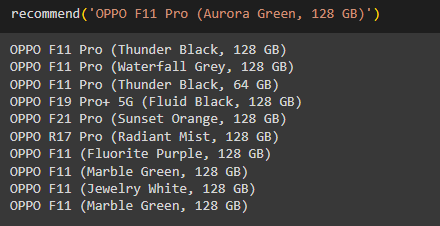 recommend('OPPO F11 Pro (Aurora Green, 128 GB)')
OPPO F11 Pro (Thunder Black, 128 GB)
OPPO F11 Pro (Waterfall Grey, 128 GB)
OPPO F11 Pro (Thunder Black, 64 GB)
OPPO F19 Pro+ 5G (Fluid Black, 128 GB)
OPPO F21 Pro (Sunset Orange, 128 GB)
OPPO R17 Pro (Radiant Mist, 128 GB)
OPPO F11 (Fluorite Purple, 128 GB)
OPPO F11 (Marble Green, 128 GB)
OPPO F11 (Jewelry White, 128 GB)
OPPO F11 (Marble Green, 128 GB)